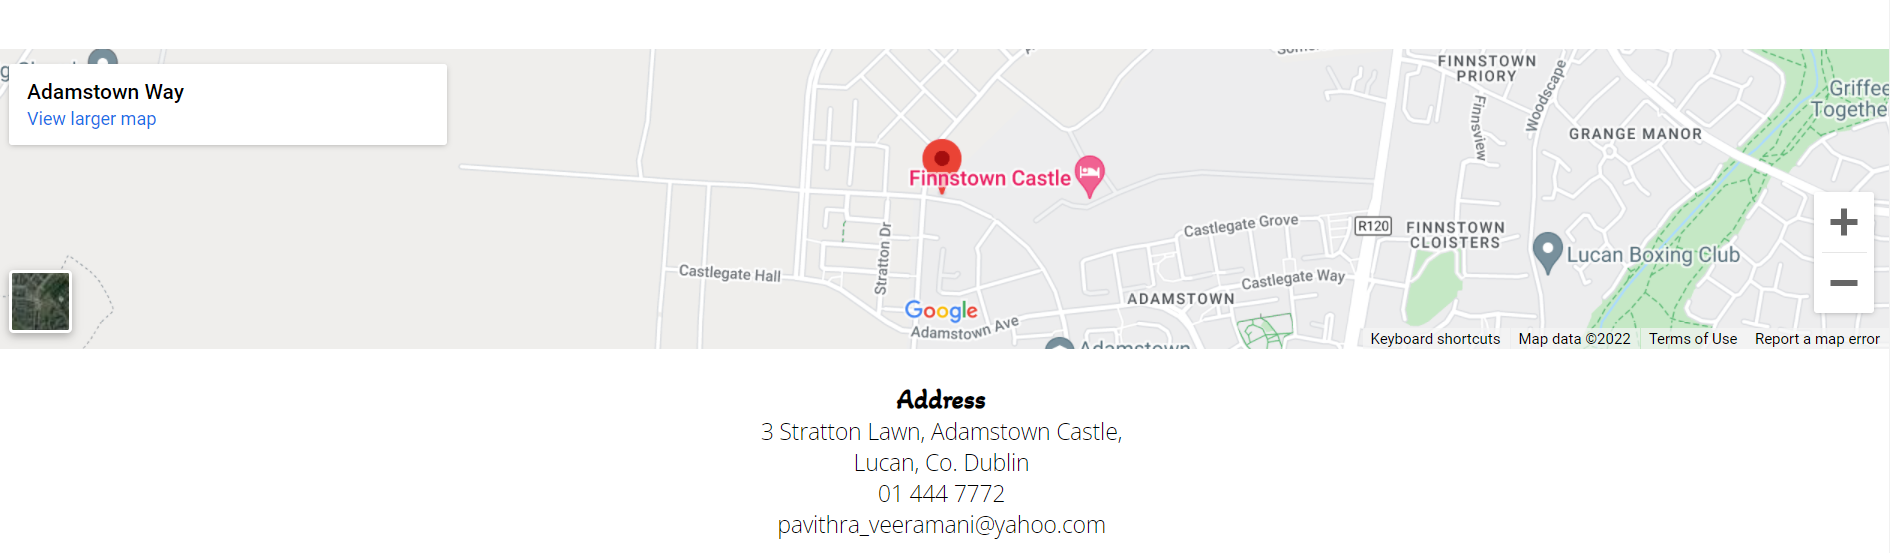 FINNSTOWN
PRIORY
Woodscape
Finnsview
Griffee
Togethe
Adamstown Way
View larger map
GRANGE MANOR
Finnstown Castle
R120
FINNSTOWN
CLOISTERS
Castlegate Grove
Lucan Boxing Club
Stratton Dr
Castlegate Hall
Castlegate Way
ADAMSTOWN
Google
Adamstown Ave
Adamstown
Keyboard shortcuts Map data ©2022 Terms of Use Report a map error
Address
3 Stratton Lawn, Adamstown Castle,
Lucan, Co. Dublin
01 444 7772
pavithra_veeramani@yahoo.com